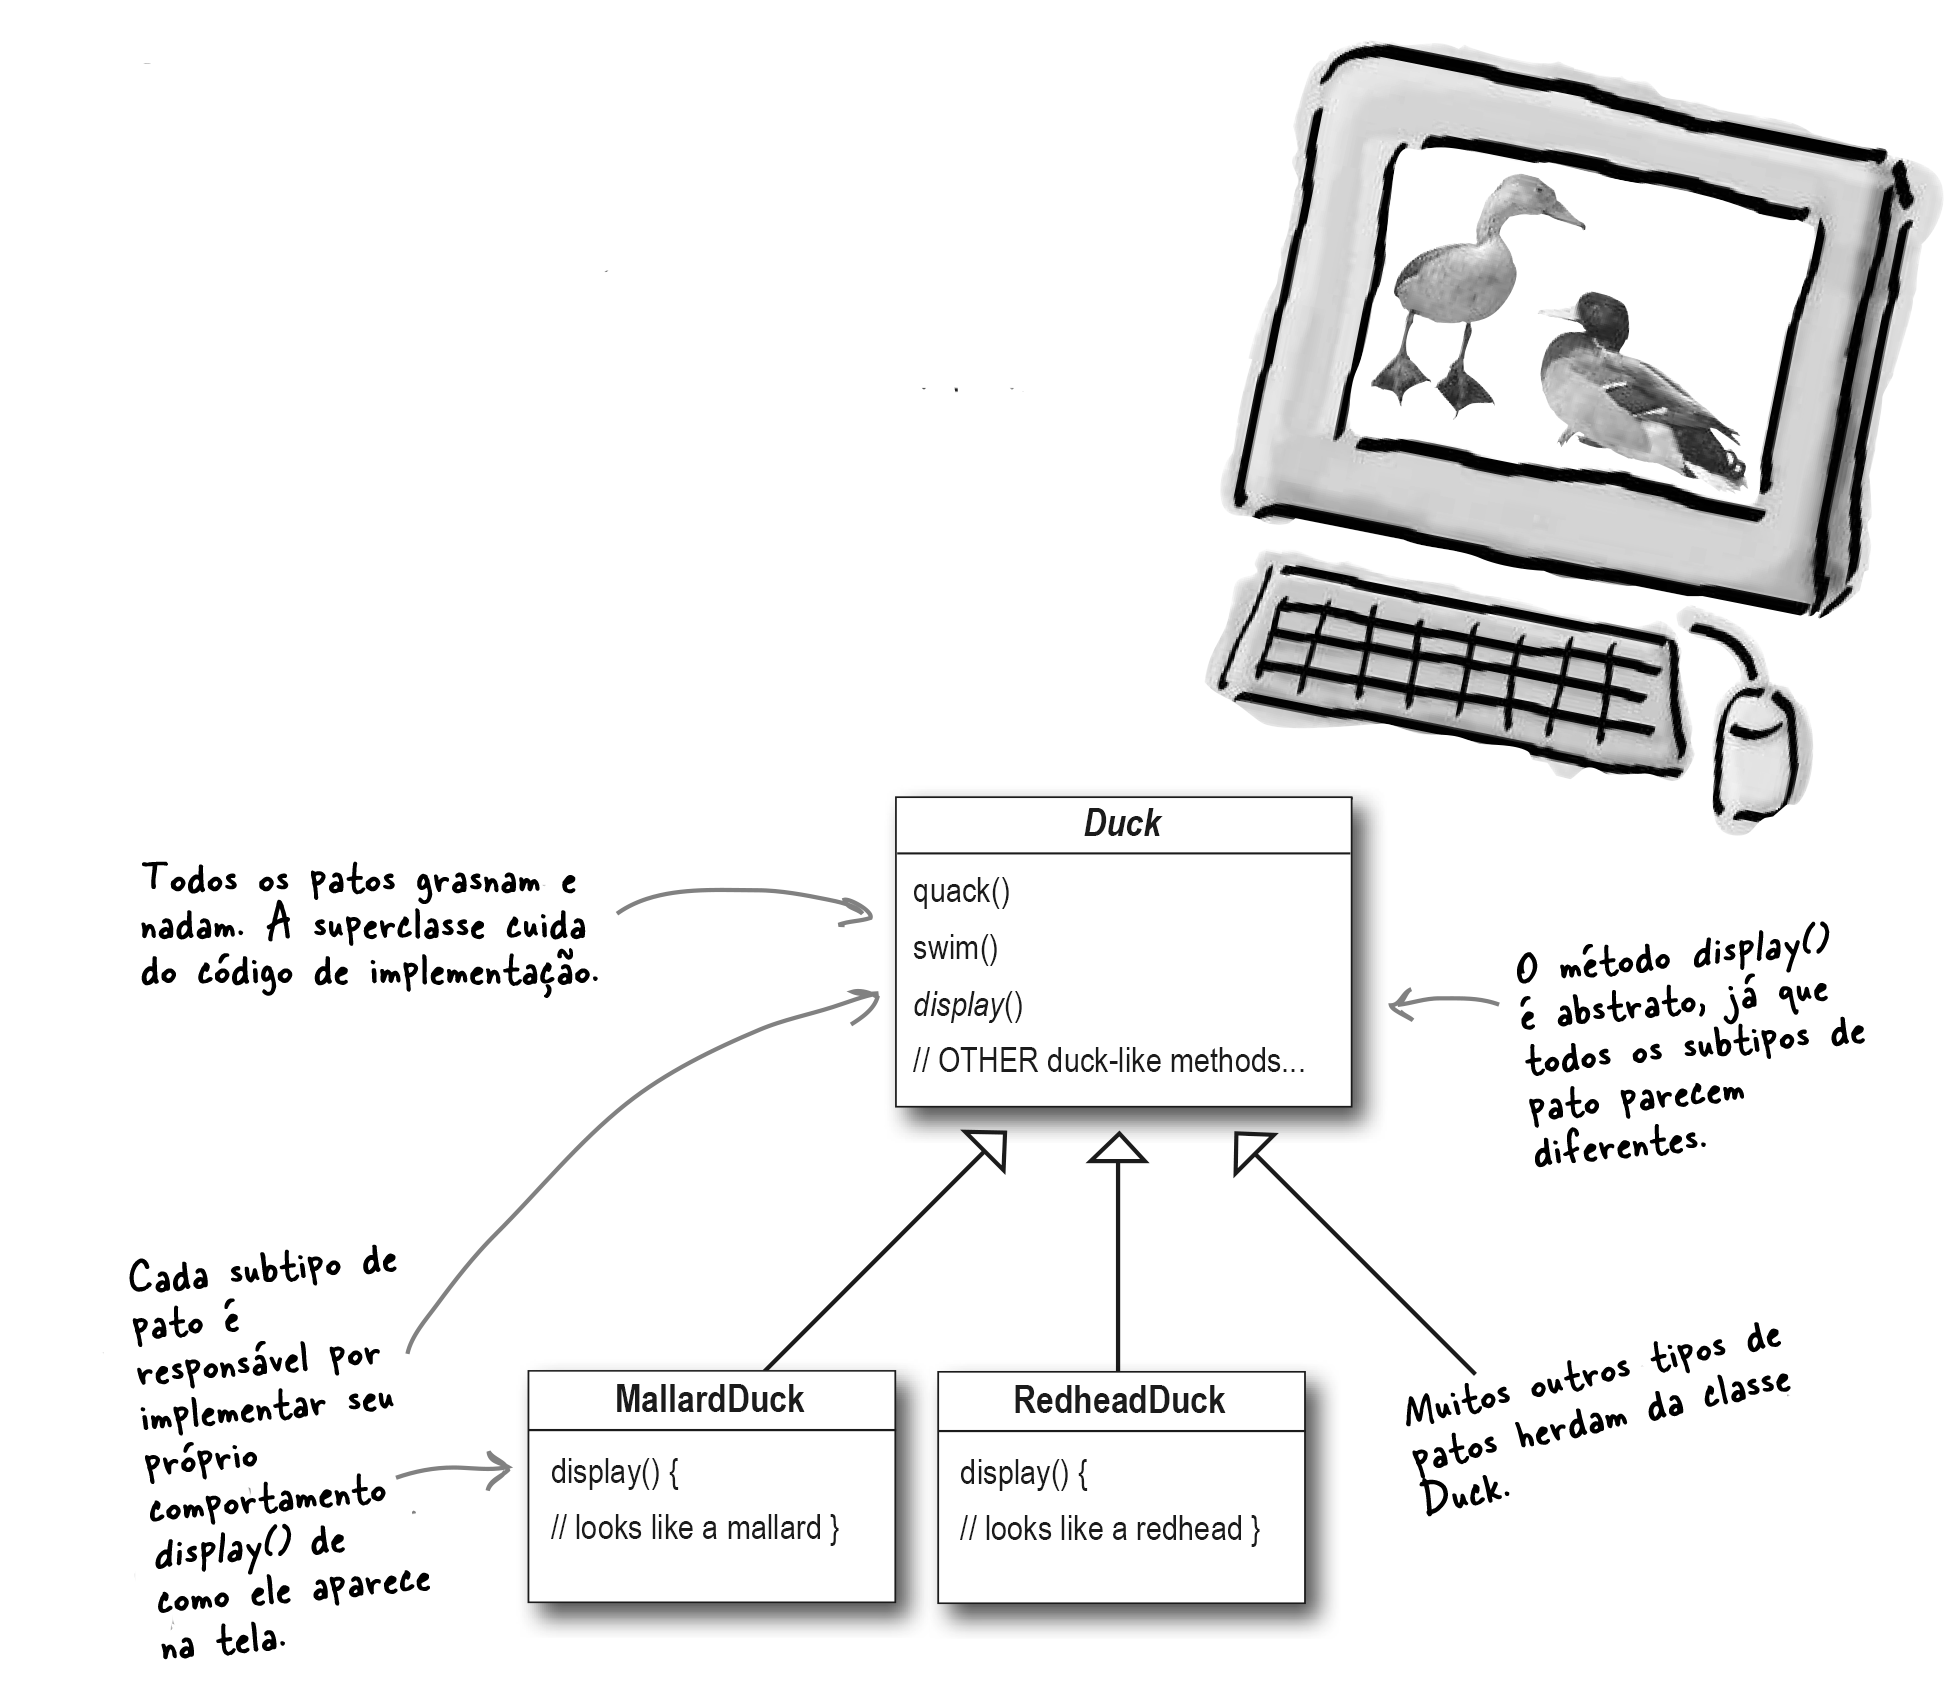 Duck
quack()
swim()
display()
// OTHER duck-like methods...
Todos os patos grasnam e
nadam. A superclasse cuida
do código de implementação.
O método display()
é abstrato, já que
todos os subtipos de
pato parecem
diferentes.
Cada subtipo de
pato é
responsável por
implementar seu
próprio
comportamento
display() de
como ele aparece
na tela.
MallardDuck
display() {
// looks like a mallard }
RedheadDuck
display() {
// looks like a redhead }
Muitos outros tipos de
patos herdam da classe
Duck.